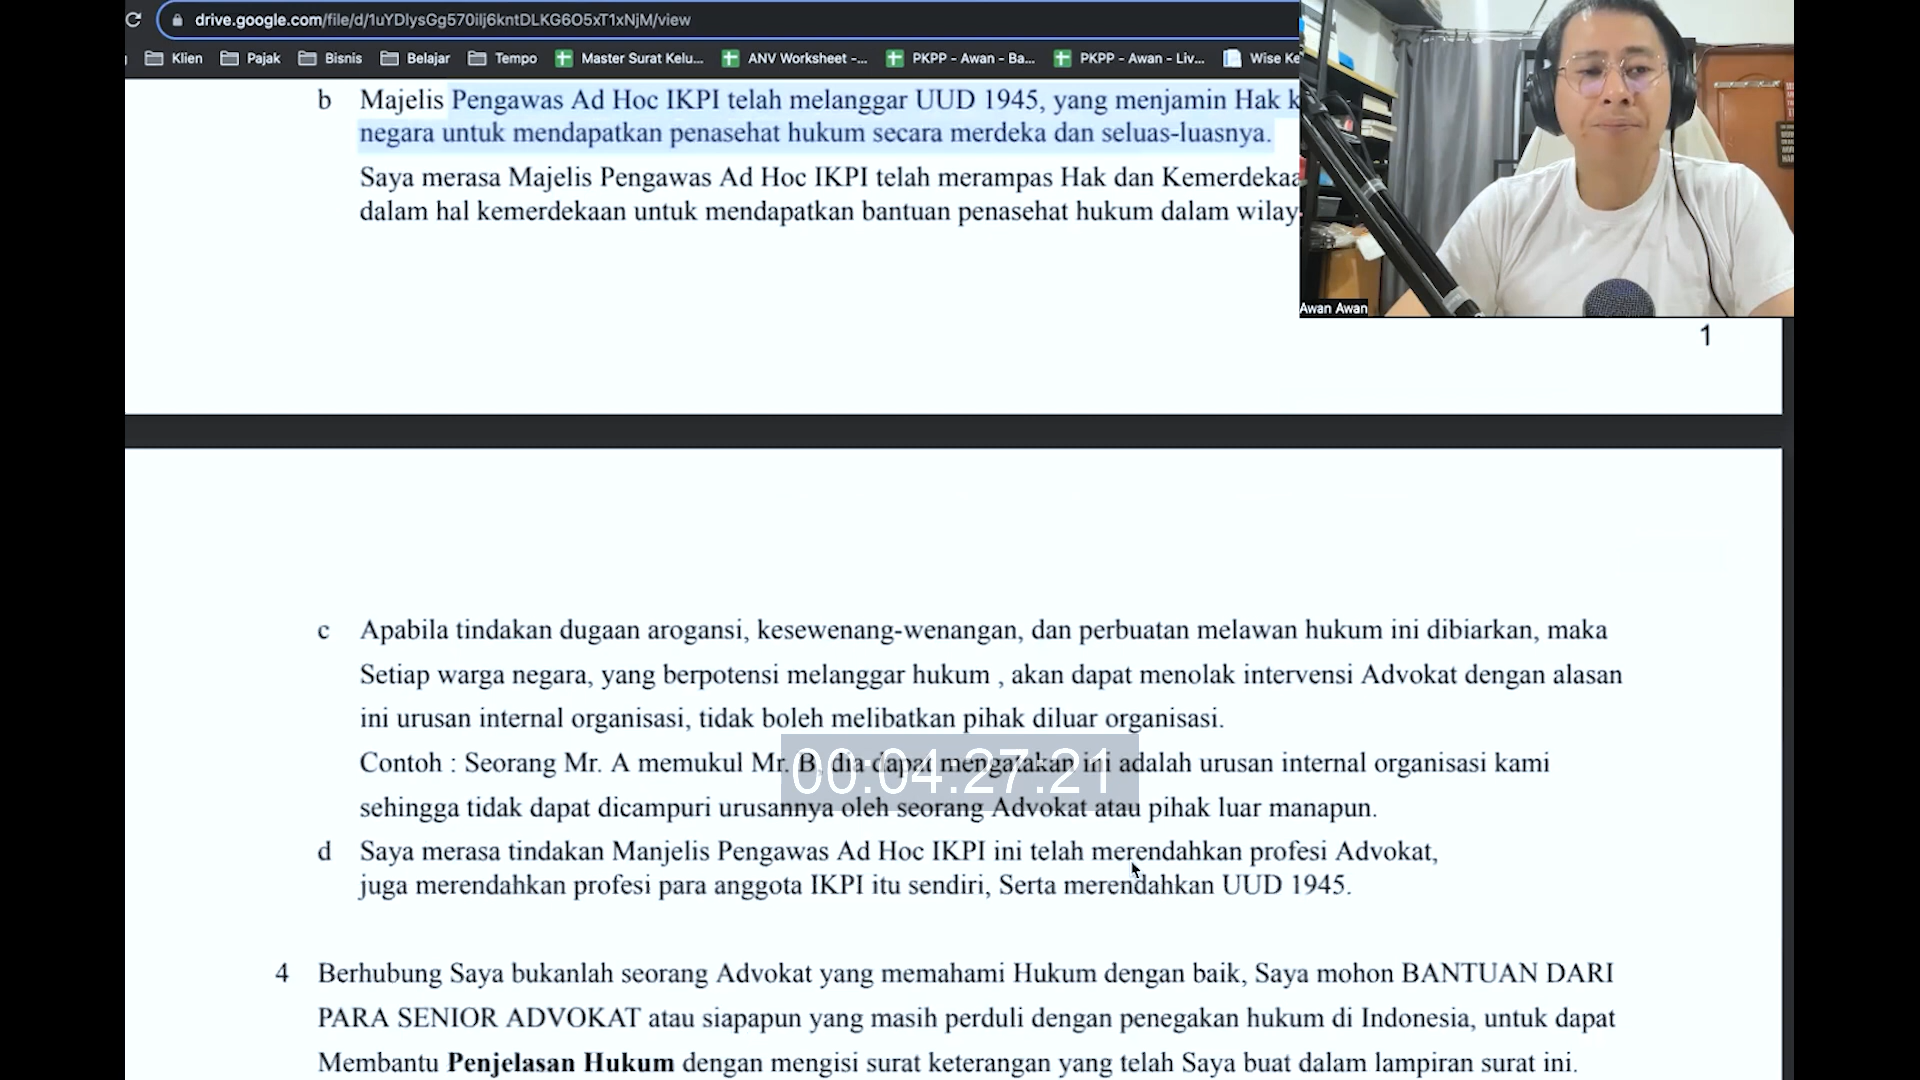 drive.google.com/file/d/1uYDlysGg570ilj6kntDLKG6O5xT1xNjM/view
Klien Pajak Bisnis Belajar Tempo Master Surat Kelu... ANV Worksheet -... PKPP - Awan - Ba... PKPP - Awan - Liv... Wise
b Majelis Pengawas Ad Hoc IKPI telah melanggar UUD 1945, yang menjamin Hak
negara untuk mendapatkan penasehat hukum secara merdeka dan seluas-luasnya.
Saya merasa Majelis Pengawas Ad Hoc IKPI telah merampas Hak dan Kemerdekaa
dalam hal kemerdekaan untuk mendapatkan bantuan penasehat hukum dalam wilay
Awan Awan
1
c Apabila tindakan dugaan arogansi, kesewenang-wenangan, dan perbuatan melawan hukum ini dibiarkan, maka
Setiap warga negara, yang berpotensi melanggar hukum , akan dapat menolak intervensi Advokat dengan alasan
ini urusan internal organisasi, tidak boleh melibatkan pihak diluar organisasi.
Contoh : Seorang Mr. A memukul Mr. B, dia dapat mengatakan ini adalah urusan internal organisasi kami
00:04:27:21
sehingga tidak dapat dicampuri urusannya oleh seorang Advokat atau pihak luar manapun.
d Saya merasa tindakan Manjelis Pengawas Ad Hoc IKPI ini telah merendahkan profesi Advokat,
juga merendahkan profesi para anggota IKPI itu sendiri, Serta merendahkan UUD 1945.
4 Berhubung Saya bukanlah seorang Advokat yang memahami Hukum dengan baik, Saya mohon BANTUAN DARI
PARA SENIOR ADVOKAT atau siapapun yang masih perduli dengan penegakan hukum di Indonesia, untuk dapat
Membantu Penjelasan Hukum dengan mengisi surat keterangan yang telah Saya buat dalam lampiran surat ini.